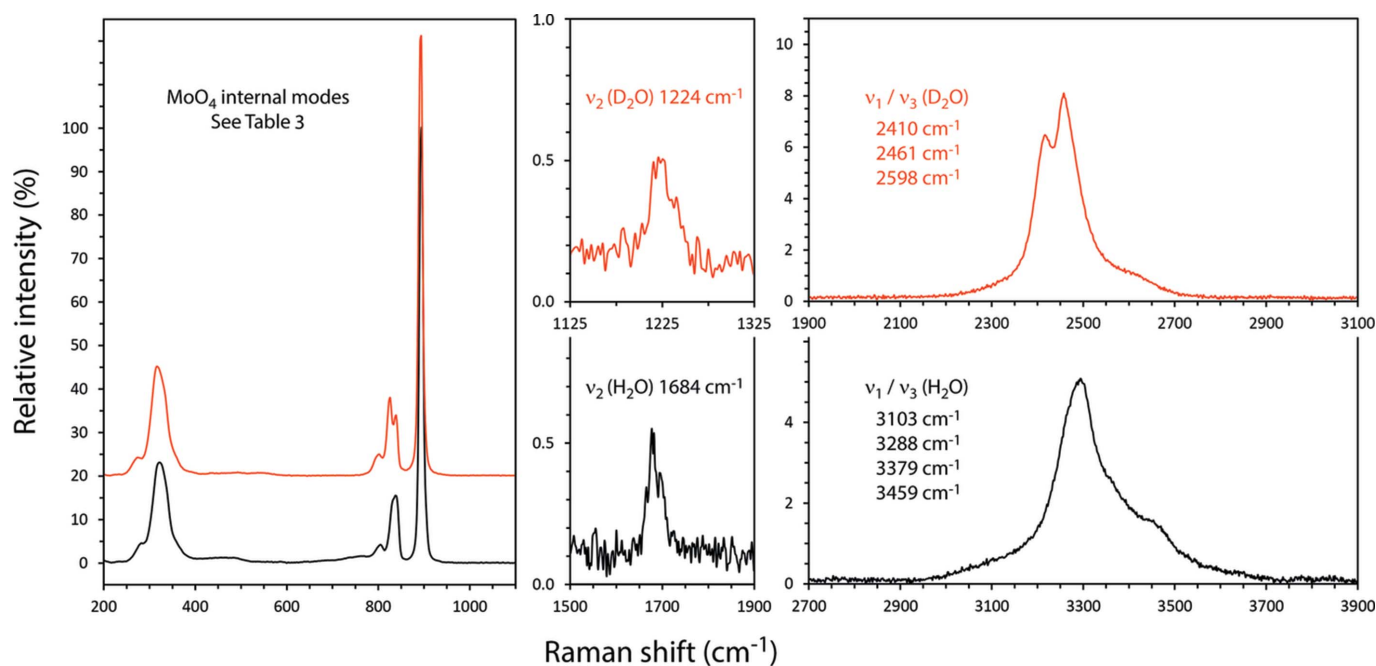 MoO₄ internal modes
See Table 3
Relative intensity (%)
100
90
80
70
60
50
40
30
20
10
0
200 400 600 800 1000
1.0
0.5
0.0
ν₂ (D₂O) 1224 cm⁻¹
1125 1225 1325
0.5
0.0
ν₂ (H₂O) 1684 cm⁻¹
1500 1700 1900
10
8
6
4
2
0
ν₁ / ν₃ (D₂O)
2410 cm⁻¹
2461 cm⁻¹
2598 cm⁻¹
1900 2100 2300 2500 2700 2900 3100
4
2
0
ν₁ / ν₃ (H₂O)
3103 cm⁻¹
3288 cm⁻¹
3379 cm⁻¹
3459 cm⁻¹
2700 2900 3100 3300 3500 3700 3900
Raman shift (cm⁻¹)